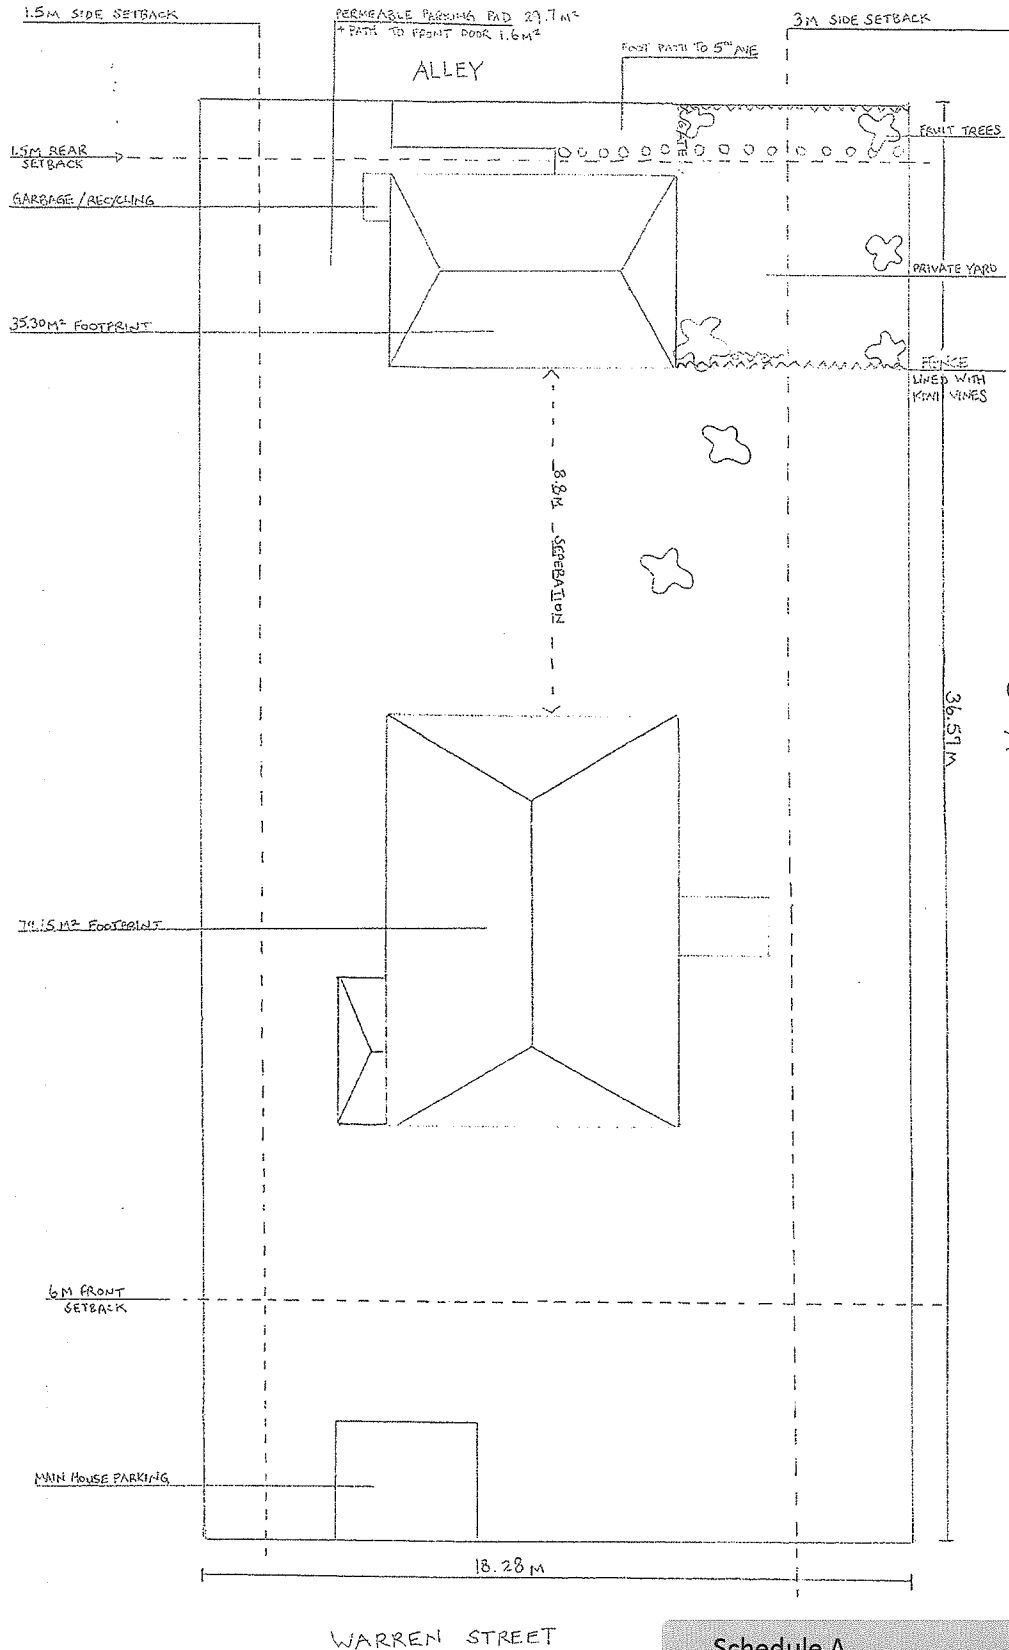 1.5M SIDE SETBACK
PERMEABLE PARKING PAD 29.7M²
+ PATH TO FRONT DOOR 1.6M²
3M SIDE SETBACK
FOOT PATH TO 5TH AVE
ALLEY
GATE
FRUIT TREES
1.5M REAR
SETBACK
GARBAGE/RECYCLING
PRIVATE YARD
35.30M² FOOTPRINT
FENCE
LINED WITH
KIWI VINES
8.8M SEPERATION
36.57M
M² FOOTPRINT
6M FRONT
SETBACK
MAIN HOUSE PARKING
18.28M
WARREN STREET
Schedule A